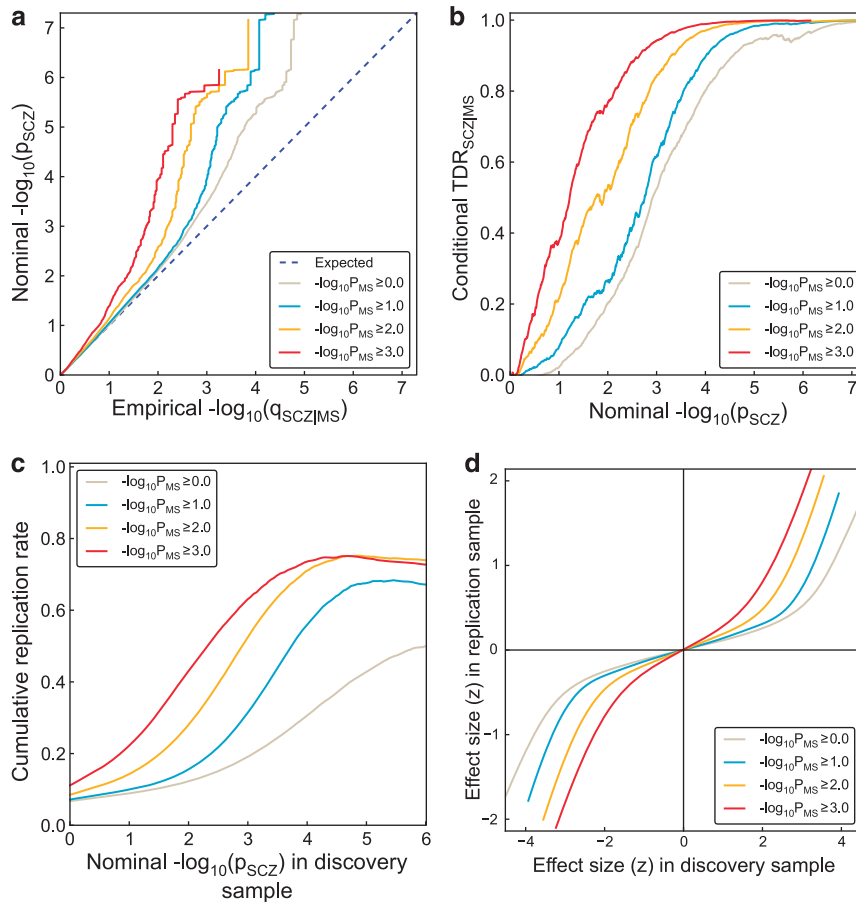 a
7
6
5
4
3
2
1
0
Nominal -log10(pSCZ)
Expected
-log10PMS≥0.0
-log10PMS≥1.0
-log10PMS≥2.0
-log10PMS≥3.0
0 1 2 3 4 5 6 7
Empirical -log10(qSCZ|MS)
b
1.0
0.8
0.6
0.4
0.2
0.0
Conditional TDRSCZ|MS
-log10PMS≥0.0
-log10PMS≥1.0
-log10PMS≥2.0
-log10PMS≥3.0
0 1 2 3 4 5 6 7
Nominal -log10(pSCZ)
c
1.0
0.8
0.6
0.4
0.2
0.0
Cumulative replication rate
-log10PMS≥0.0
-log10PMS≥1.0
-log10PMS≥2.0
-log10PMS≥3.0
0 1 2 3 4 5 6
Nominal -log10(pSCZ) in discovery
sample
d
2
1
0
−1
−2
Effect size (z) in replication sample
-log10PMS≥0.0
-log10PMS≥1.0
-log10PMS≥2.0
-log10PMS≥3.0
−4 −2 0 2 4
Effect size (z) in discovery sample